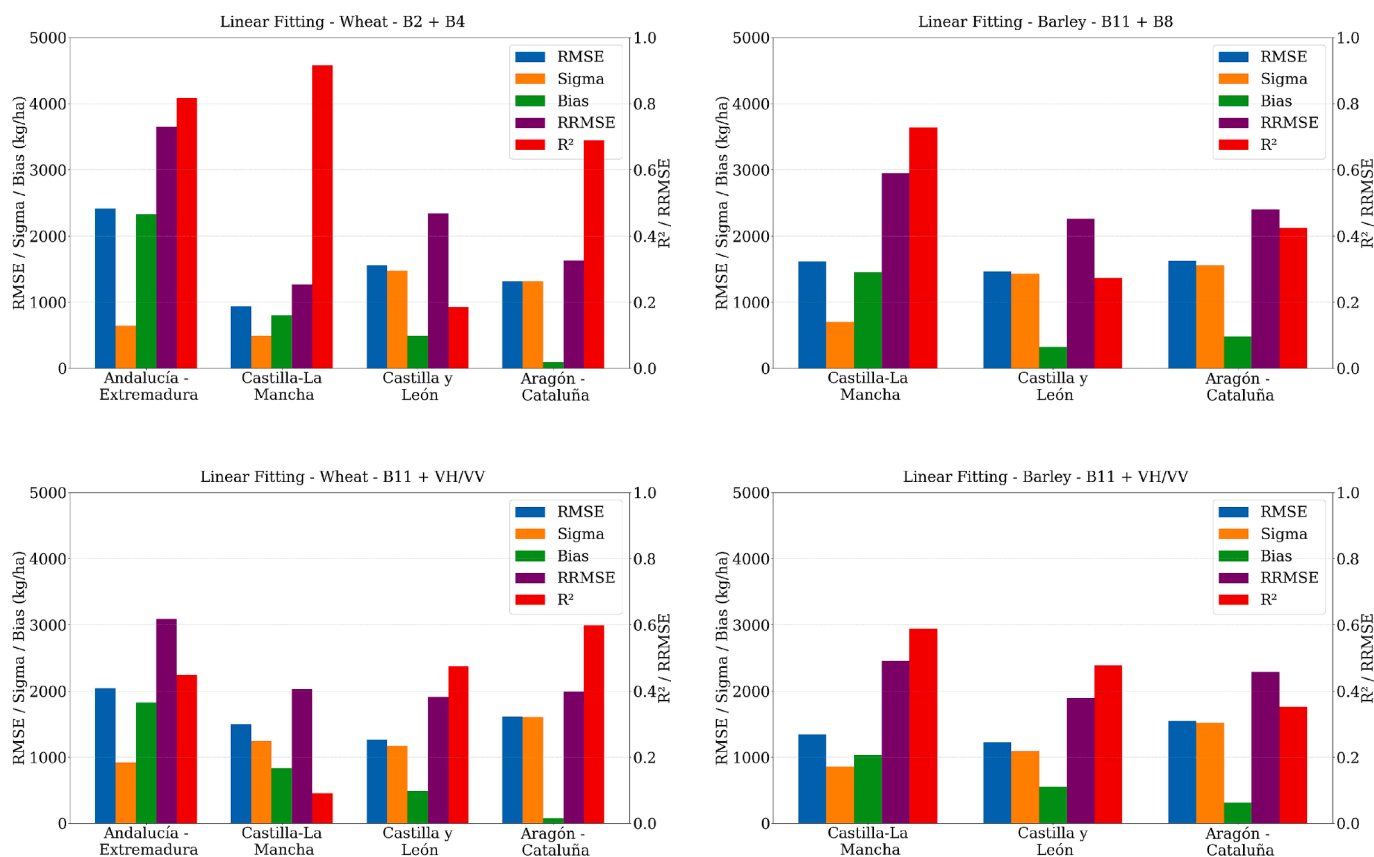 Linear Fitting - Wheat - B2 + B4
5000
4000
3000
2000
1000
0
RMSE / Sigma / Bias (kg/ha)
1.0
0.8
0.6
0.4
0.2
0.0
R² / RRMSE
RMSE
Sigma
Bias
RRMSE
R²
Andalucía -
Extremadura
Castilla-La
Mancha
Castilla y
León
Aragón -
Cataluña
Linear Fitting - Barley - B11 + B8
5000
4000
3000
2000
1000
0
RMSE / Sigma / Bias (kg/ha)
1.0
0.8
0.6
0.4
0.2
0.0
R² / RRMSE
RMSE
Sigma
Bias
RRMSE
R²
Castilla-La
Mancha
Castilla y
León
Aragón -
Cataluña
Linear Fitting - Wheat - B11 + VH/VV
5000
4000
3000
2000
1000
0
RMSE / Sigma / Bias (kg/ha)
1.0
0.8
0.6
0.4
0.2
0.0
R² / RRMSE
RMSE
Sigma
Bias
RRMSE
R²
Andalucía -
Extremadura
Castilla-La
Mancha
Castilla y
León
Aragón -
Cataluña
Linear Fitting - Barley - B11 + VH/VV
5000
4000
3000
2000
1000
0
RMSE / Sigma / Bias (kg/ha)
1.0
0.8
0.6
0.4
0.2
0.0
R² / RRMSE
RMSE
Sigma
Bias
RRMSE
R²
Castilla-La
Mancha
Castilla y
León
Aragón -
Cataluña